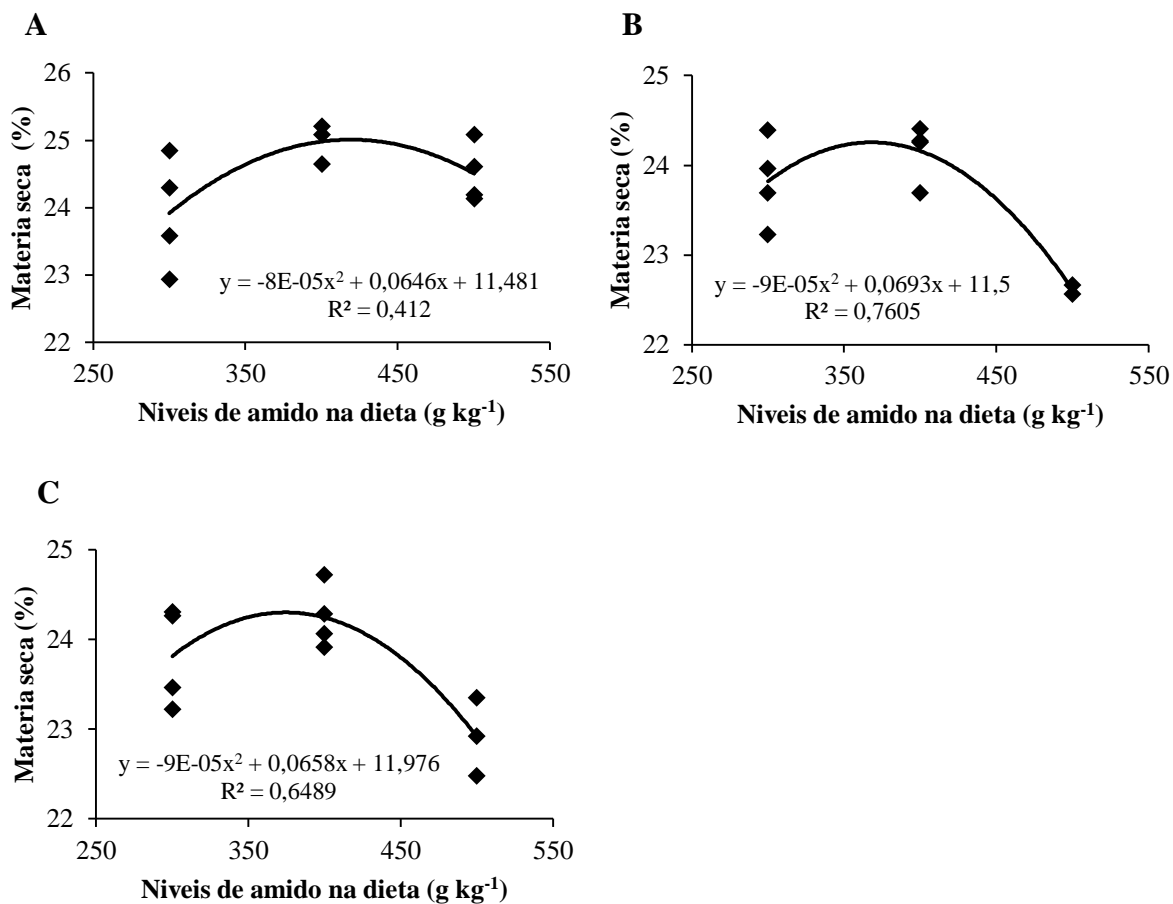 A
Materia seca (%)
26
25
24
23
22
y = -8E-05x² + 0,0646x + 11,481
R² = 0,412
250
350
450
550
Niveis de amido na dieta (g kg⁻¹)
B
Materia seca (%)
25
24
23
22
y = -9E-05x² + 0,0693x + 11,5
R² = 0,7605
250
350
450
550
Niveis de amido na dieta (g kg⁻¹)
C
Materia seca (%)
25
24
23
22
y = -9E-05x² + 0,0658x + 11,976
R² = 0,6489
250
350
450
550
Niveis de amido na dieta (g kg⁻¹)